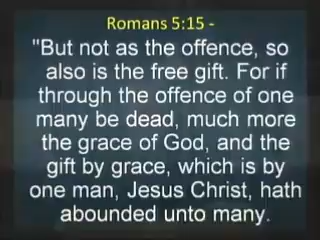 Romans 5:15 -
"But not as the offence, so
also is the free gift. For if
through the offence of one
many be dead, much more
the grace of God, and the
gift by grace, which is by
one man, Jesus Christ, hath
abounded unto many.